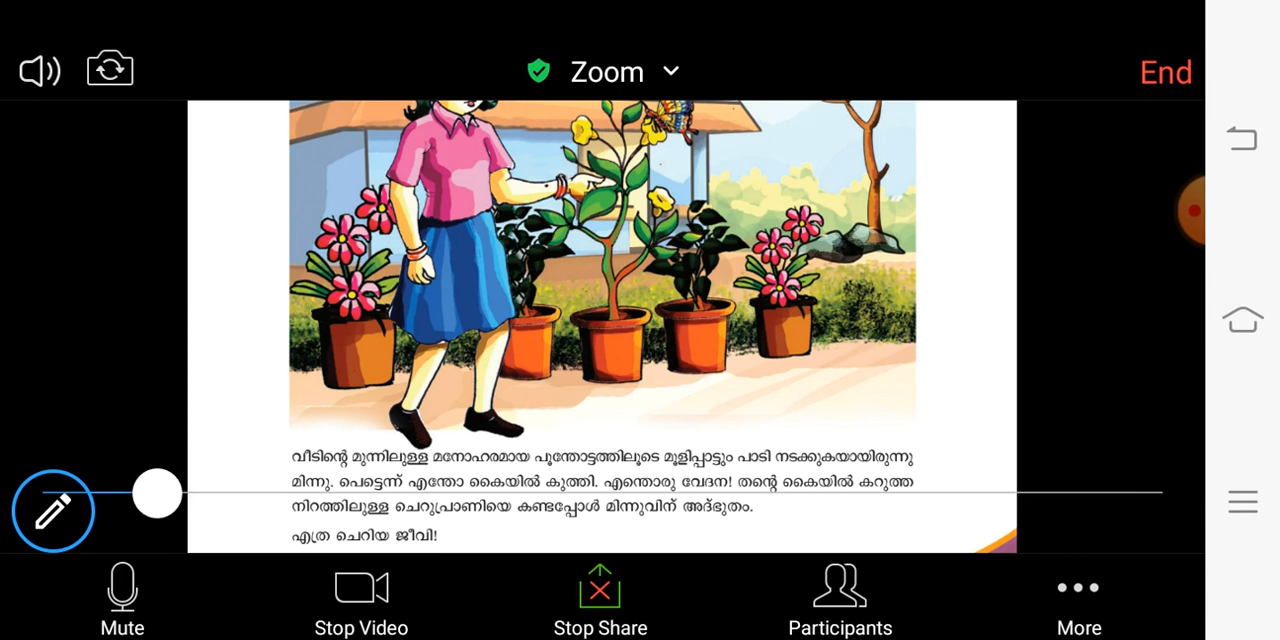 Zoom
End
വീടിന്റെ മുന്നിലുള്ള മനോഹരമായ പൂന്തോട്ടത്തിലൂടെ മൂളിപ്പാട്ടും പാടി നടക്കുകയായിരുന്നു
മിന്നു. പെട്ടെന്ന് എന്തോ കൈയിൽ കുത്തി. എന്തൊരു വേദന! തന്റെ കൈയിൽ കറുത്ത
നിറത്തിലുള്ള ചെറുപ്രാണിയെ കണ്ടപ്പോൾ മിന്നുവിന് അദ്ഭുതം.
എത്ര ചെറിയ ജീവി!
Mute
Stop Video
Stop Share
Participants
More